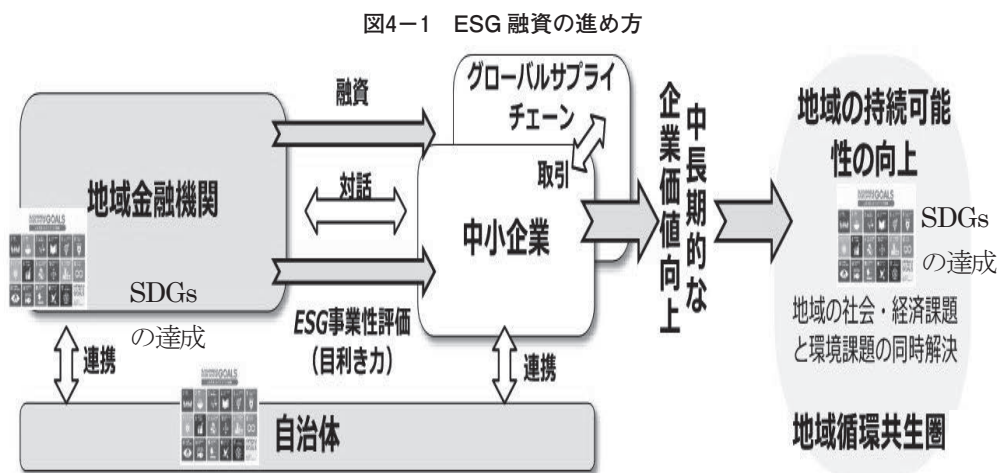 図4－1 ESG 融資の進め方
融資
グローバルサプライ
チェーン
取引
対話
地域金融機関
中小企業
中長期的な
企業価値向上
地域の持続可能
性の向上
GOALS
SDGs
の達成
地域の社会・経済課題
と環境課題の同時解決
地域循環共生圏
GOALS
SDGs
の達成
ESG事業性評価
（目利き力）
連携
連携
GOALS
自治体